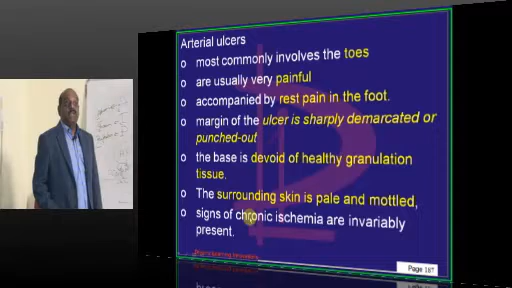 Arterial ulcers
o most commonly involves the toes
o are usually very painful
o accompanied by rest pain in the foot.
o margin of the ulcer is sharply demarcated or
punched-out
o the base is devoid of healthy granulation
tissue.
o The surrounding skin is pale and mottled,
o signs of chronic ischemia are invariably
present.
Page 187